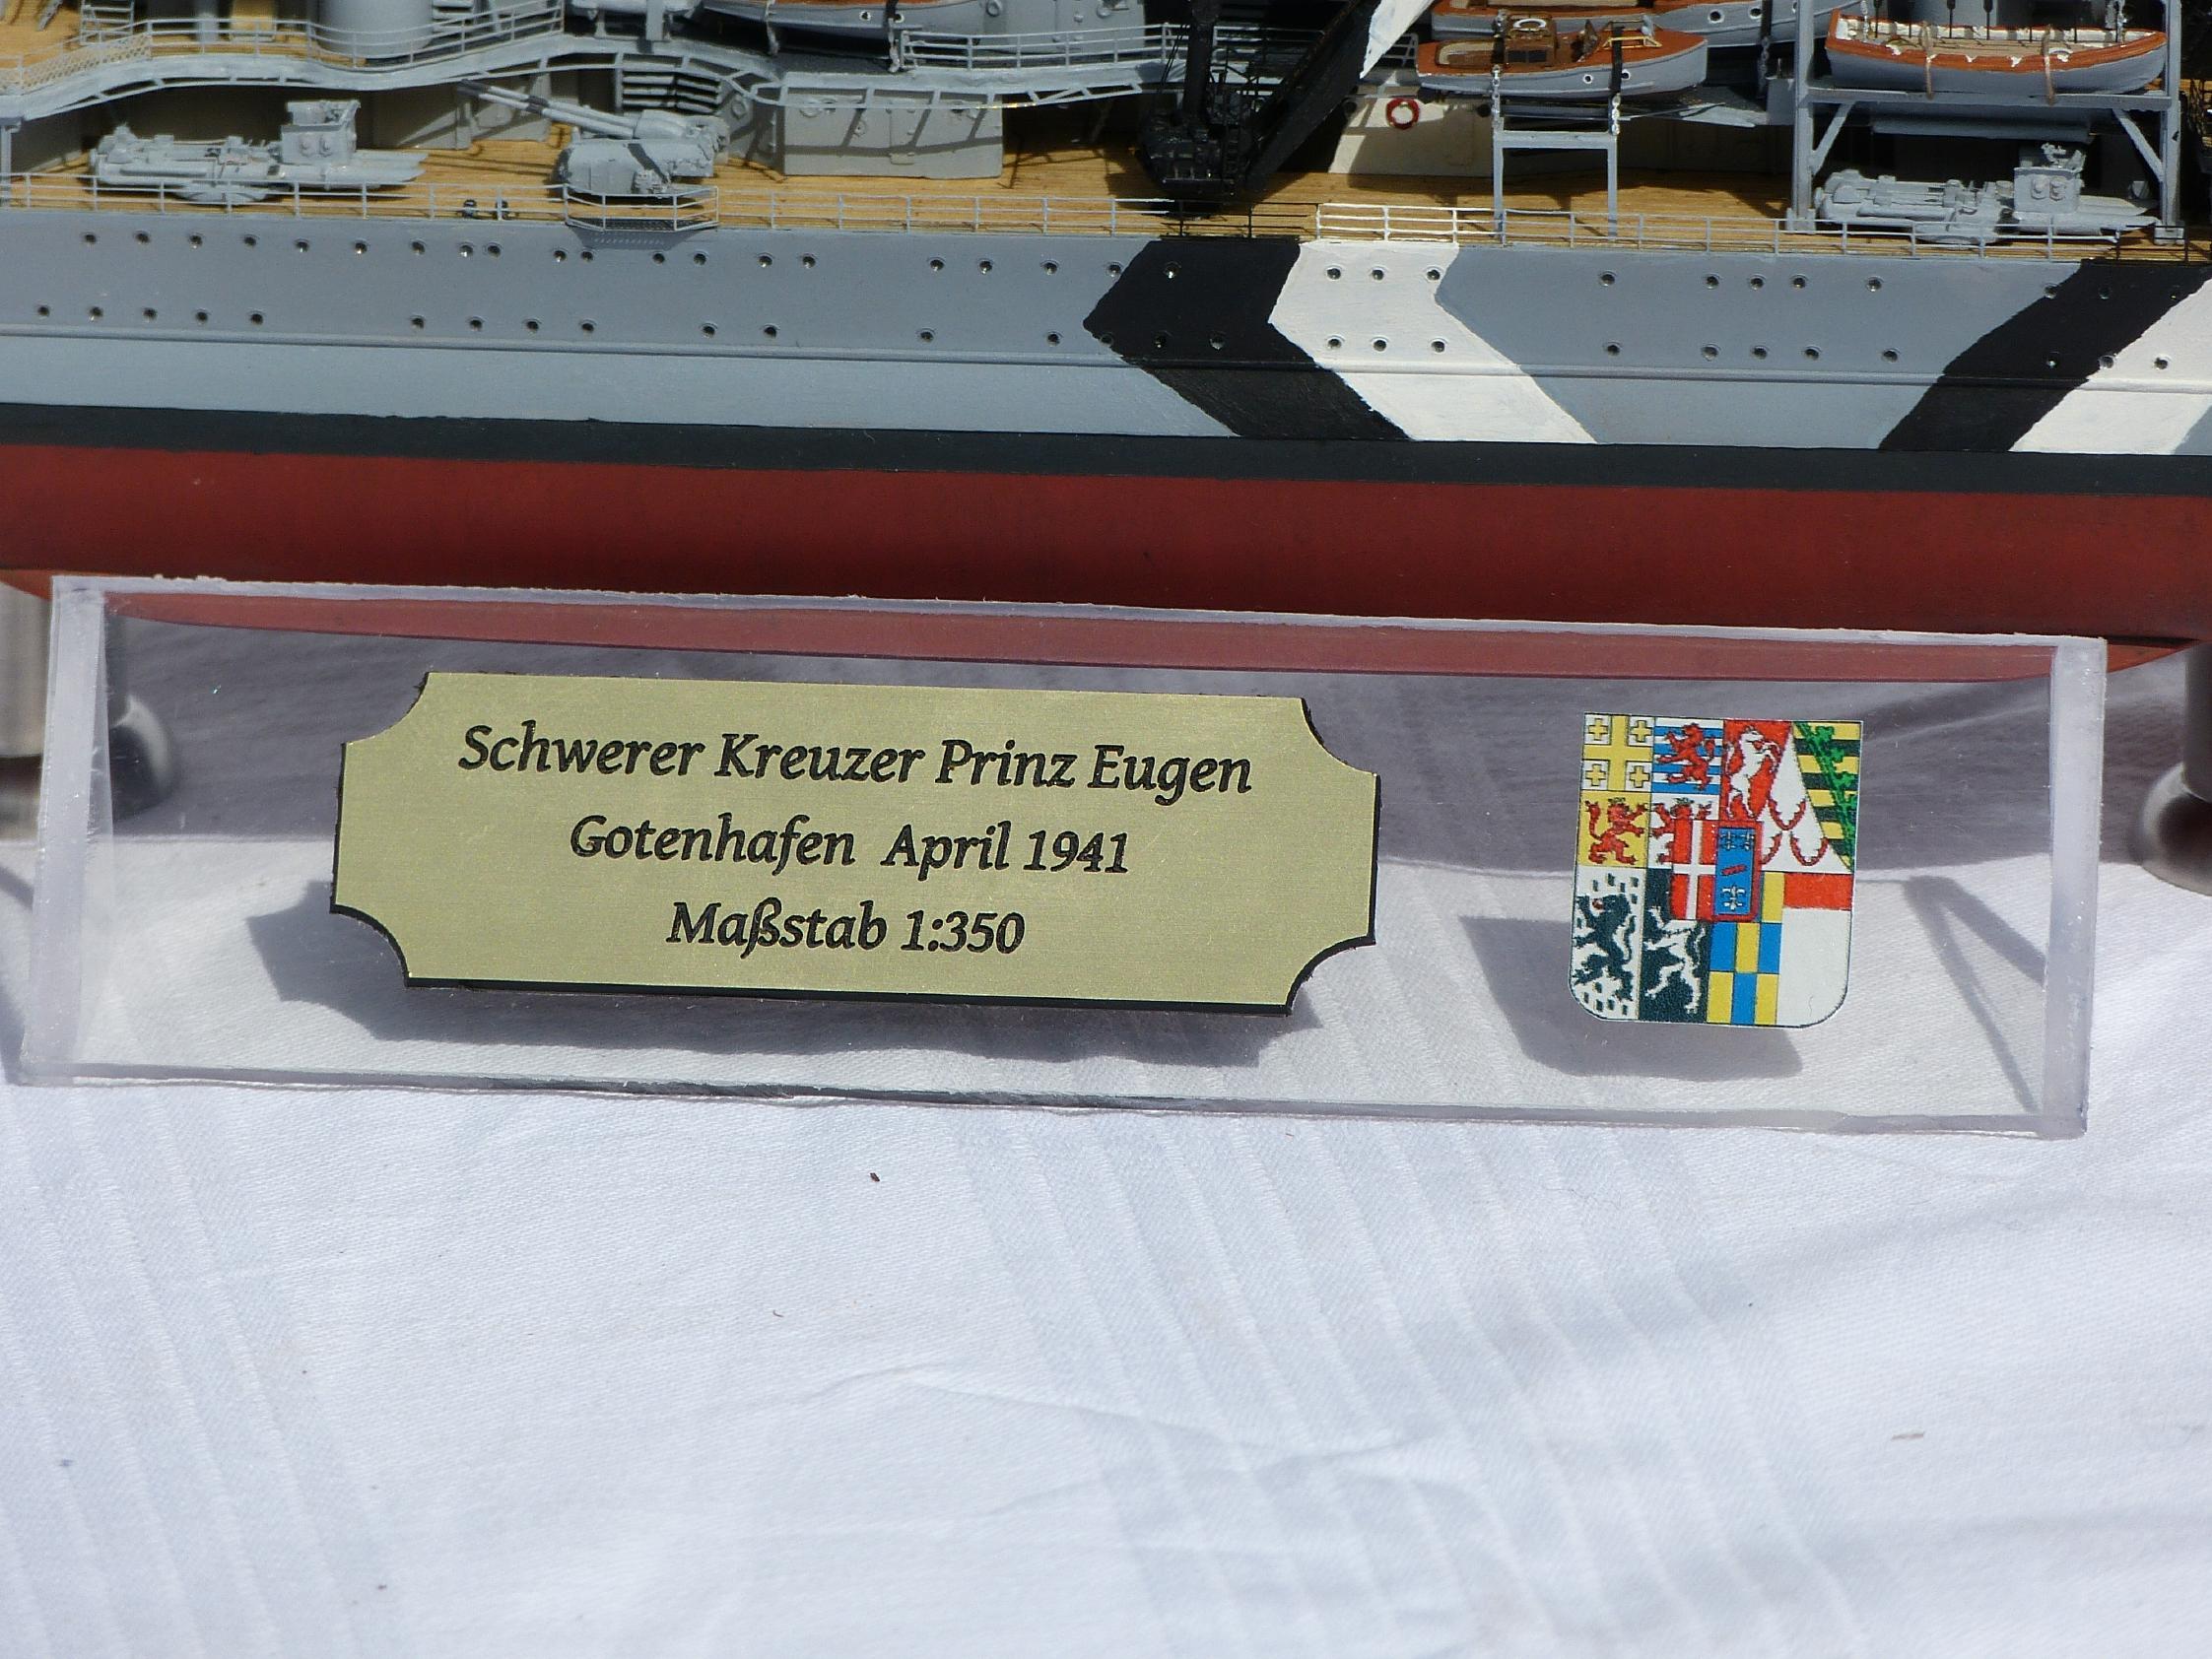 Schwerer Kreuzer Prinz Eugen
Gotenhafen April 1941
Maßstab 1:350